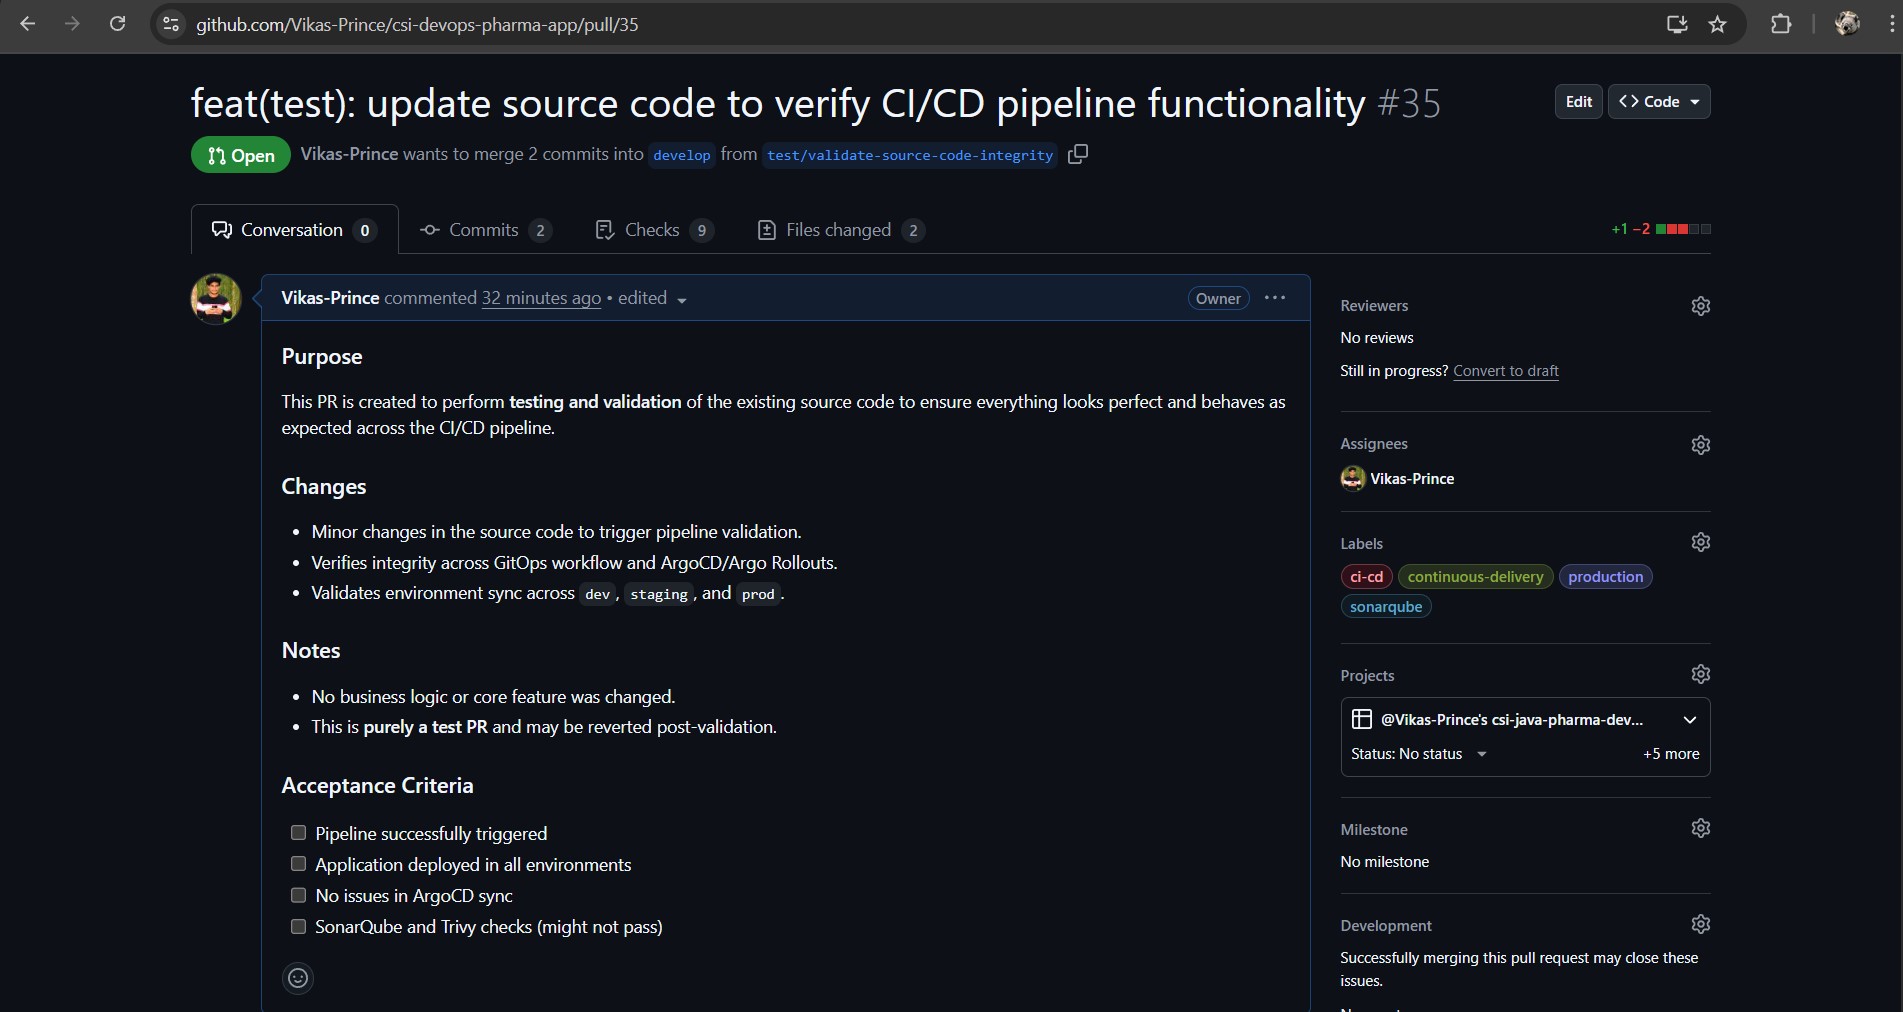 github.com/Vikas-Prince/csi-devops-pharma-app/pull/35
feat(test): update source code to verify CI/CD pipeline functionality #35
Edit
Code
Open
Vikas-Prince wants to merge 2 commits into develop from test/validate-source-code-integrity
Conversation 0
Commits 2
Checks 9
Files changed 2
+1 −2
Vikas-Prince commented 32 minutes ago • edited
Owner
Purpose
This PR is created to perform testing and validation of the existing source code to ensure everything looks perfect and behaves as
expected across the CI/CD pipeline.
Changes
• Minor changes in the source code to trigger pipeline validation.
• Verifies integrity across GitOps workflow and ArgoCD/Argo Rollouts.
• Validates environment sync across dev, staging, and prod.
Notes
• No business logic or core feature was changed.
• This is purely a test PR and may be reverted post-validation.
Acceptance Criteria
Pipeline successfully triggered
Application deployed in all environments
No issues in ArgoCD sync
SonarQube and Trivy checks (might not pass)
Reviewers
No reviews
Still in progress? Convert to draft
Assignees
Vikas-Prince
Labels
ci-cd continuous-delivery production
sonarqube
Projects
@Vikas-Prince's csi-java-pharma-dev...
Status: No status
+5 more
Milestone
No milestone
Development
Successfully merging this pull request may close these
issues.